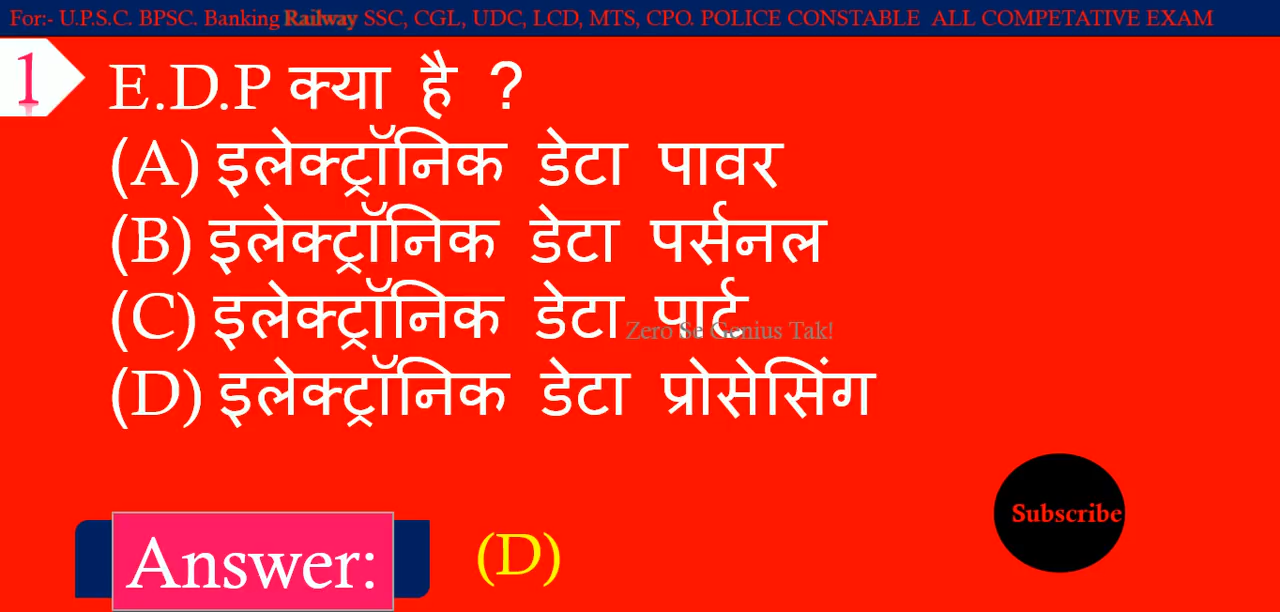 For:- U.P.S.C. BPSC. Banking Railway SSC, CGL, UDC, LCD, MTS, CPO. POLICE CONSTABLE ALL COMPETATIVE EXAM
1 E.D.P क्या है ?
(A) इलेक्ट्रॉनिक डेटा पावर
(B) इलेक्ट्रॉनिक डेटा पर्सनल
(C) इलेक्ट्रॉनिक डेटा पार्ट
Zero Se Genius Tak!
(D) इलेक्ट्रॉनिक डेटा प्रोसेसिंग
Subscribe
Answer: (D)